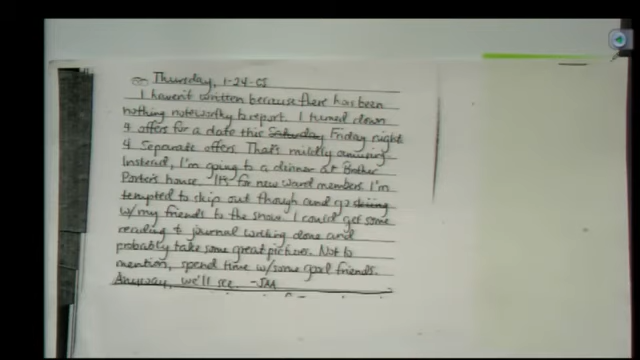 Thursday, 1-24-08
I haven't written because there has been
nothing noteworthy to report. I turned down
4 offers for a date this Saturday Friday night
4 separate offers. That's mildly amusing.
Instead, I'm going to a dinner at Brother
Porter's house. It's for new ward members. I'm
tempted to skip out though and go skiing
w/my friends to the snow. I could get some
reading & journal writing done and
probably take some great pictures. Not to
mention, spend time w/some good friends.
Anyway, we'll see. -JAA